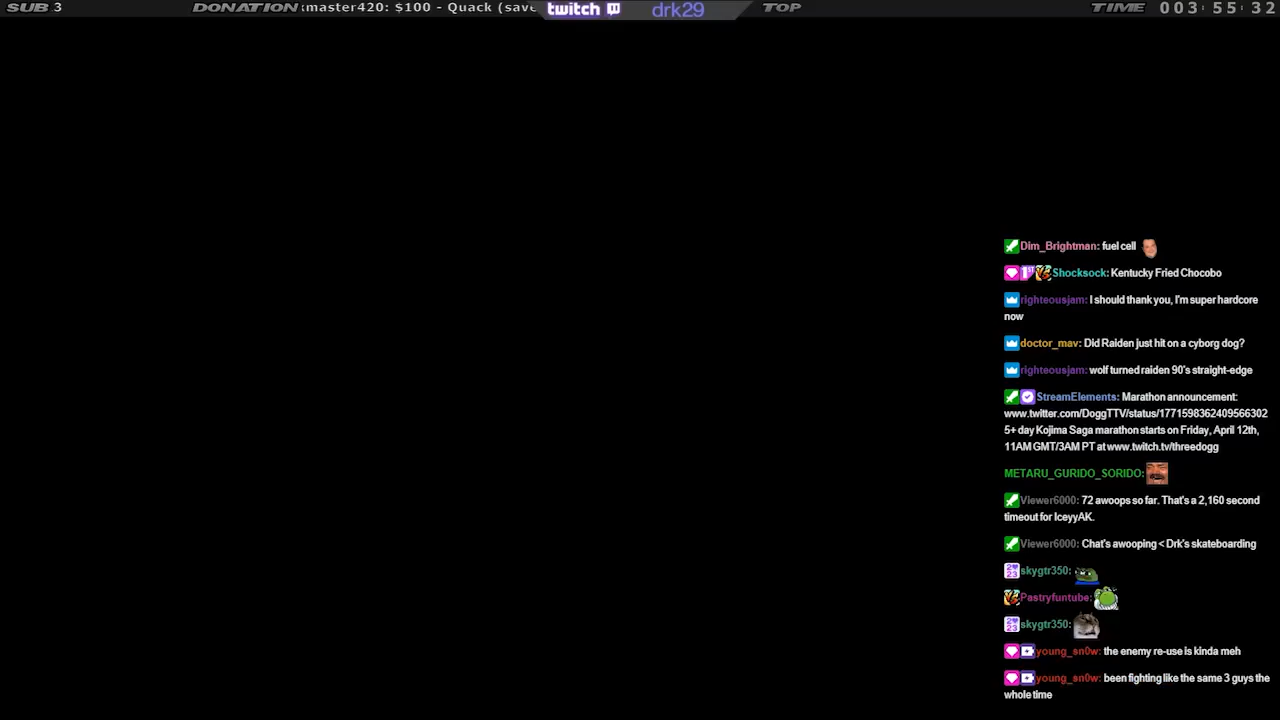 SUB 3 DONATION kmaster420: $100 - Quack (save twitch drk29 TOP TIME 003:55:32
Dim_Brightman: fuel cell
Shocksock: Kentucky Fried Chocobo
righteousjam: I should thank you, I'm super hardcore
now
doctor_mav: Did Raiden just hit on a cyborg dog?
righteousjam: wolf turned raiden 90's straight-edge
StreamElements: Marathon announcement:
www.twitter.com/DoggTTV/status/1771598362409566302
5+ day Kojima Saga marathon starts on Friday, April 12th,
11AM GMT/3AM PT at www.twitch.tv/threedogg
METARU_GURIDO_SORIDO:
Viewer6000: 72 awoops so far. That's a 2,160 second
timeout for IceyyAK.
Viewer6000: Chat's awooping < Drk's skateboarding
skygtr350:
Pastryfuntube:
skygtr350:
young_sn0w: the enemy re-use is kinda meh
young_sn0w: been fighting like the same 3 guys the
whole time